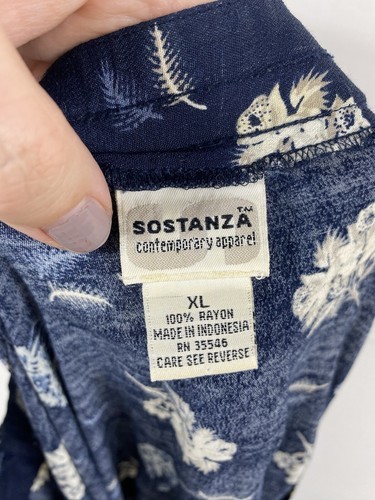 SOSTANZA™
contemporary apparel
XL
100% RAYON
MADE IN INDONESIA
RN 35546
CARE SEE REVERSE